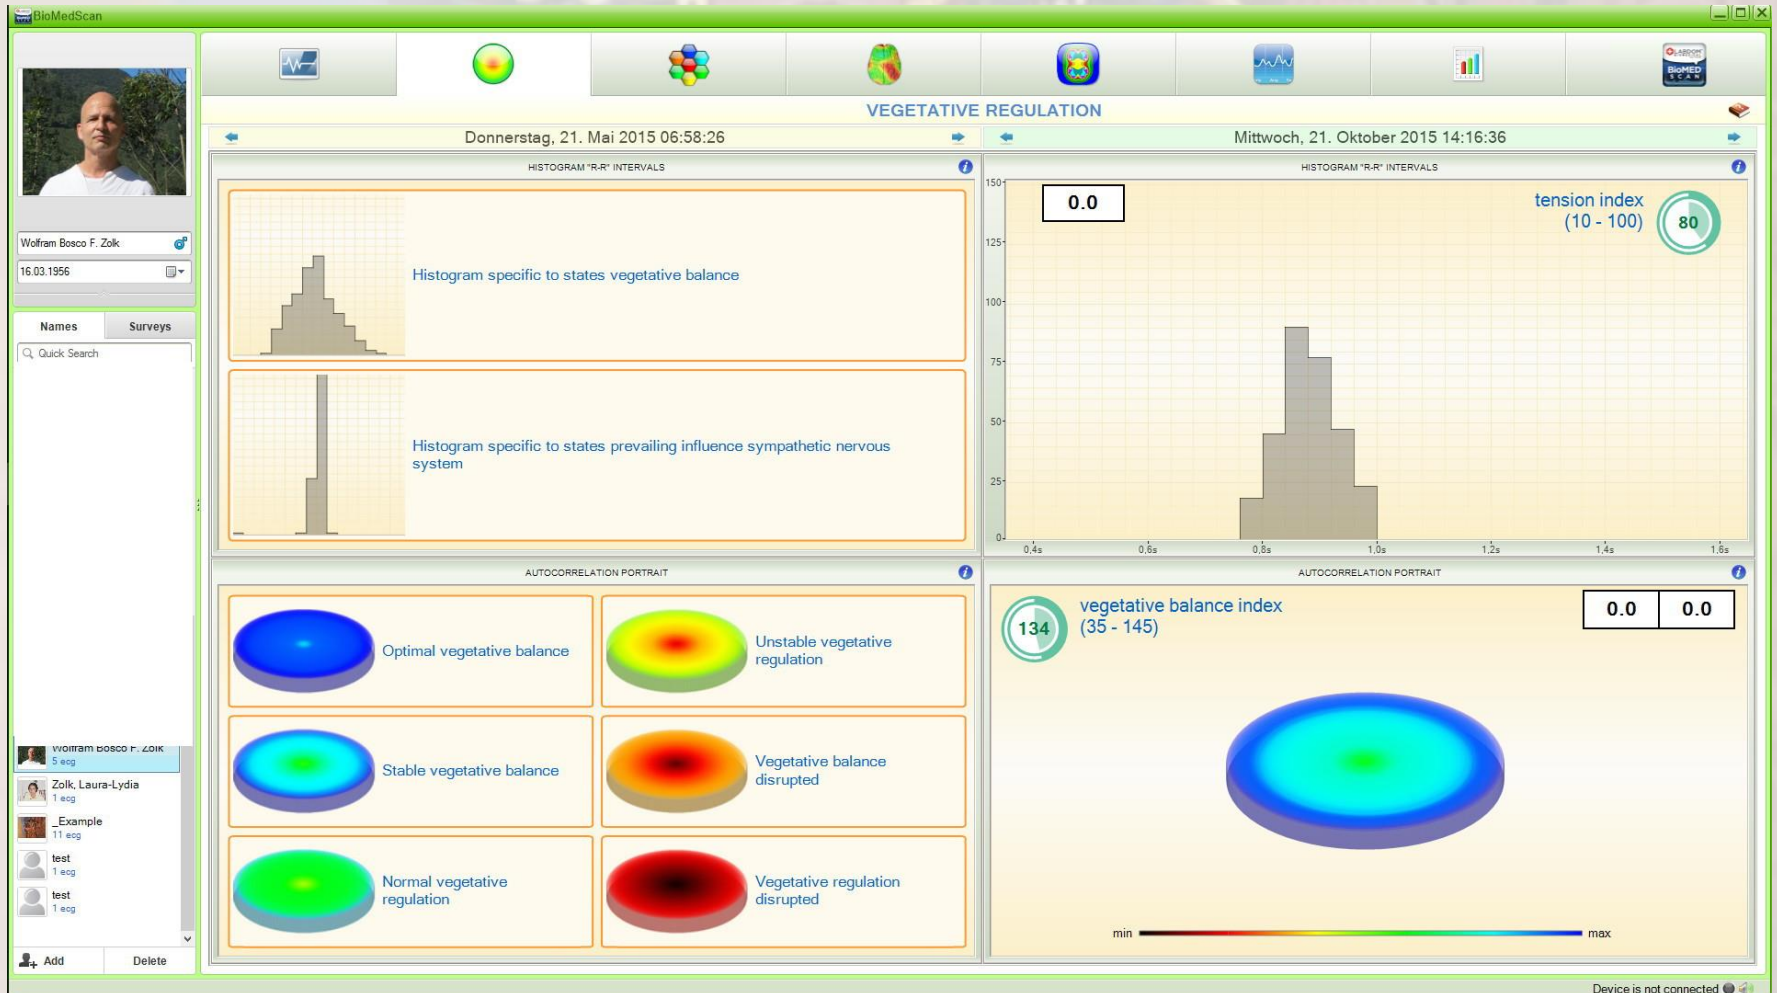 BioMedScan
LABDOM
BioMED
SCAN
VEGETATIVE REGULATION
Wolfram Bosco F. Zolk
16.03.1956
Names
Surveys
Quick Search
Wolfram Bosco F. Zolk
5 ecg
Zolk, Laura-Lydia
1 ecg
_Example
11 ecg
test
1 ecg
test
1 ecg
Add
Delete
Donnerstag, 21. Mai 2015 06:58:26
HISTOGRAM "R-R" INTERVALS
Histogram specific to states vegetative balance
Histogram specific to states prevailing influence sympathetic nervous
system
AUTOCORRELATION PORTRAIT
Optimal vegetative balance
Unstable vegetative
regulation
Stable vegetative balance
Vegetative balance
disrupted
Normal vegetative
regulation
Vegetative regulation
disrupted
Mittwoch, 21. Oktober 2015 14:16:36
HISTOGRAM "R-R" INTERVALS
0.0
tension index
(10 - 100)
80
150
125
100
75
50
25
0
0,4s 0,6s 0,8s 1,0s 1,2s 1,4s 1,6s
AUTOCORRELATION PORTRAIT
134
vegetative balance index
(35 - 145)
0.0 0.0
min max
Device is not connected